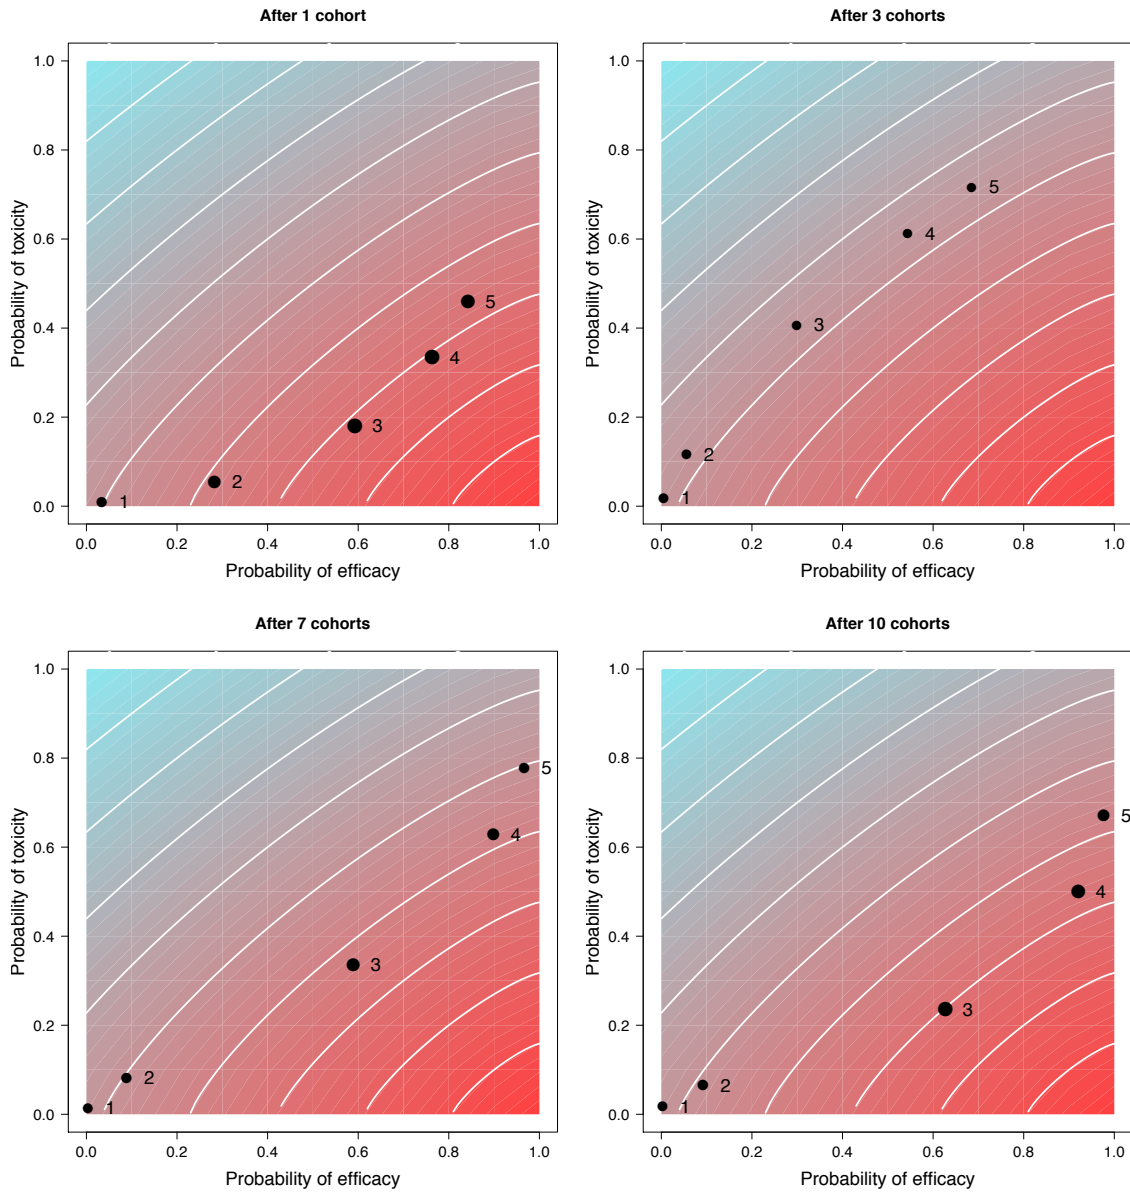 After 1 cohort
1.0
0.8
0.6
0.4
0.2
0.0
Probability of toxicity
1
2
3
4
5
0.0 0.2 0.4 0.6 0.8 1.0
Probability of efficacy
After 3 cohorts
1.0
0.8
0.6
0.4
0.2
0.0
Probability of toxicity
1
2
3
4
5
0.0 0.2 0.4 0.6 0.8 1.0
Probability of efficacy
After 7 cohorts
1.0
0.8
0.6
0.4
0.2
0.0
Probability of toxicity
1
2
3
4
5
0.0 0.2 0.4 0.6 0.8 1.0
Probability of efficacy
After 10 cohorts
1.0
0.8
0.6
0.4
0.2
0.0
Probability of toxicity
1
2
3
4
5
0.0 0.2 0.4 0.6 0.8 1.0
Probability of efficacy